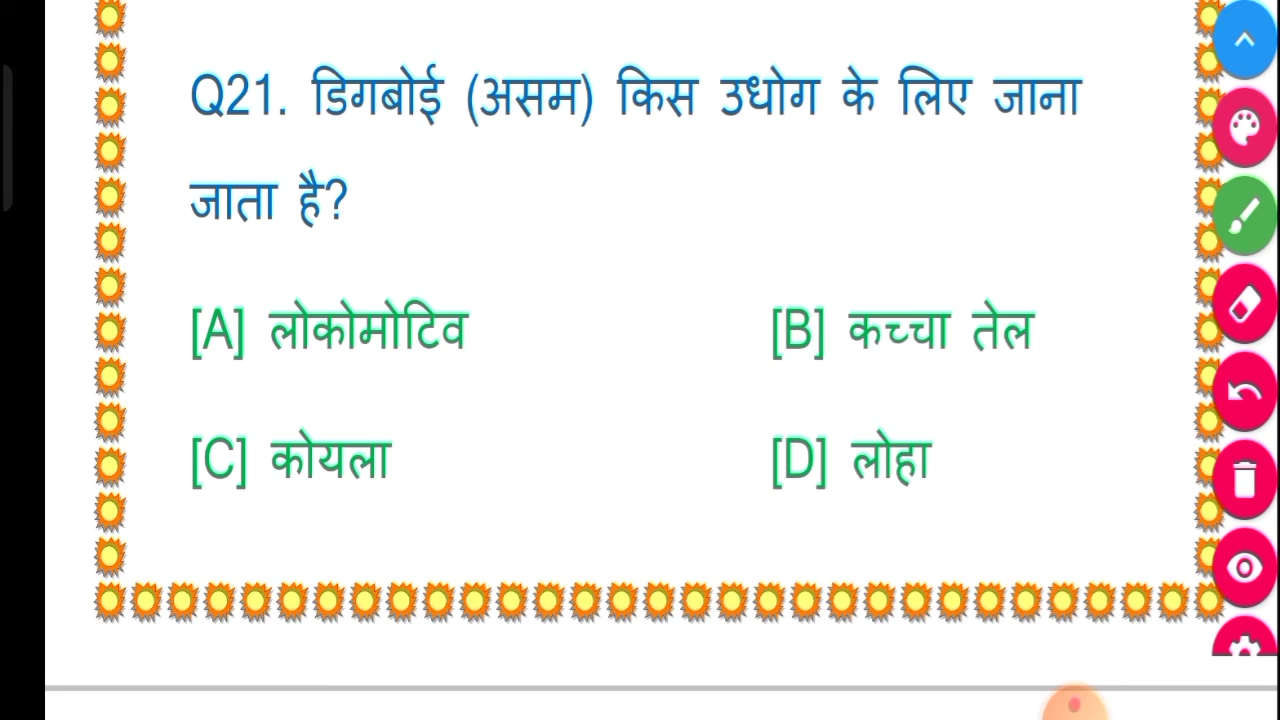 Q21. डिगबोई (असम) किस उधोग के लिए जाना
जाता है?
[A] लोकोमोटिव [B] कच्चा तेल
[C] कोयला [D] लोहा